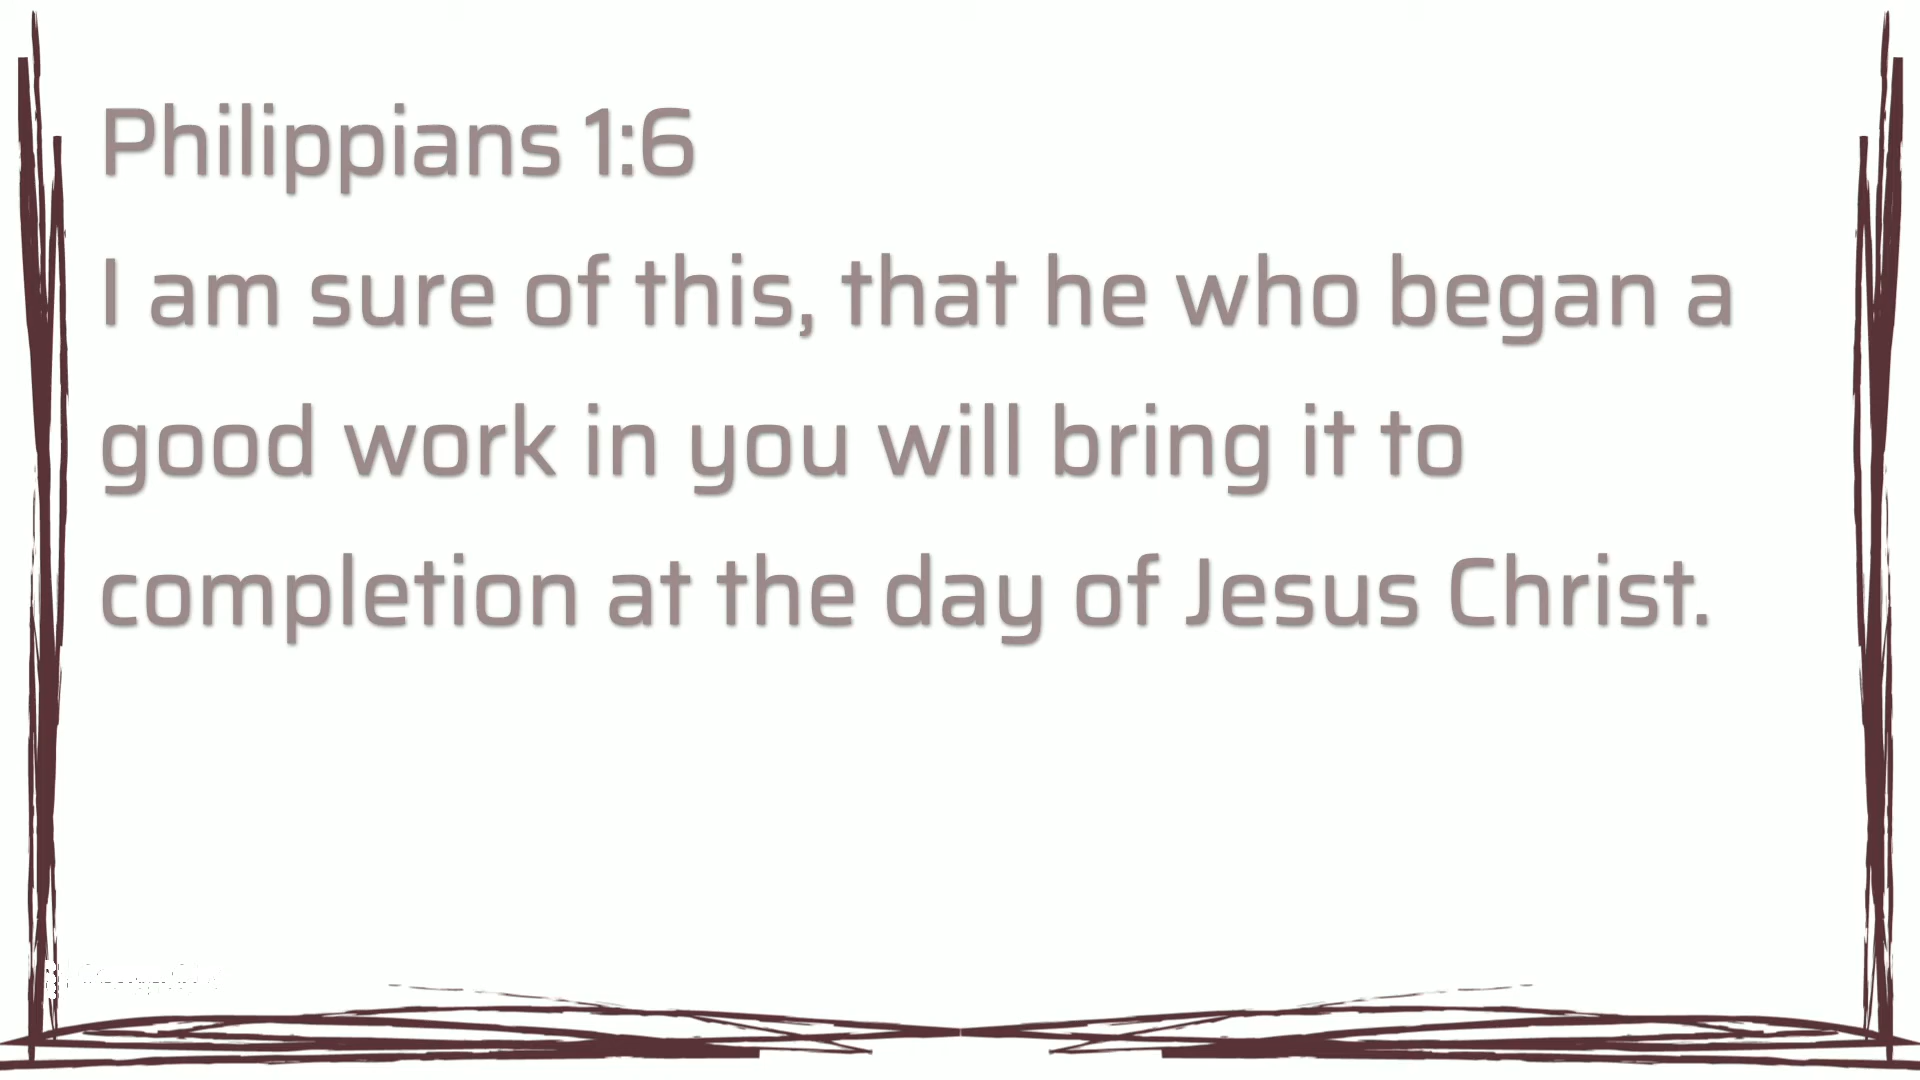 Philippians 1:6
I am sure of this, that he who began a
good work in you will bring it to
completion at the day of Jesus Christ.